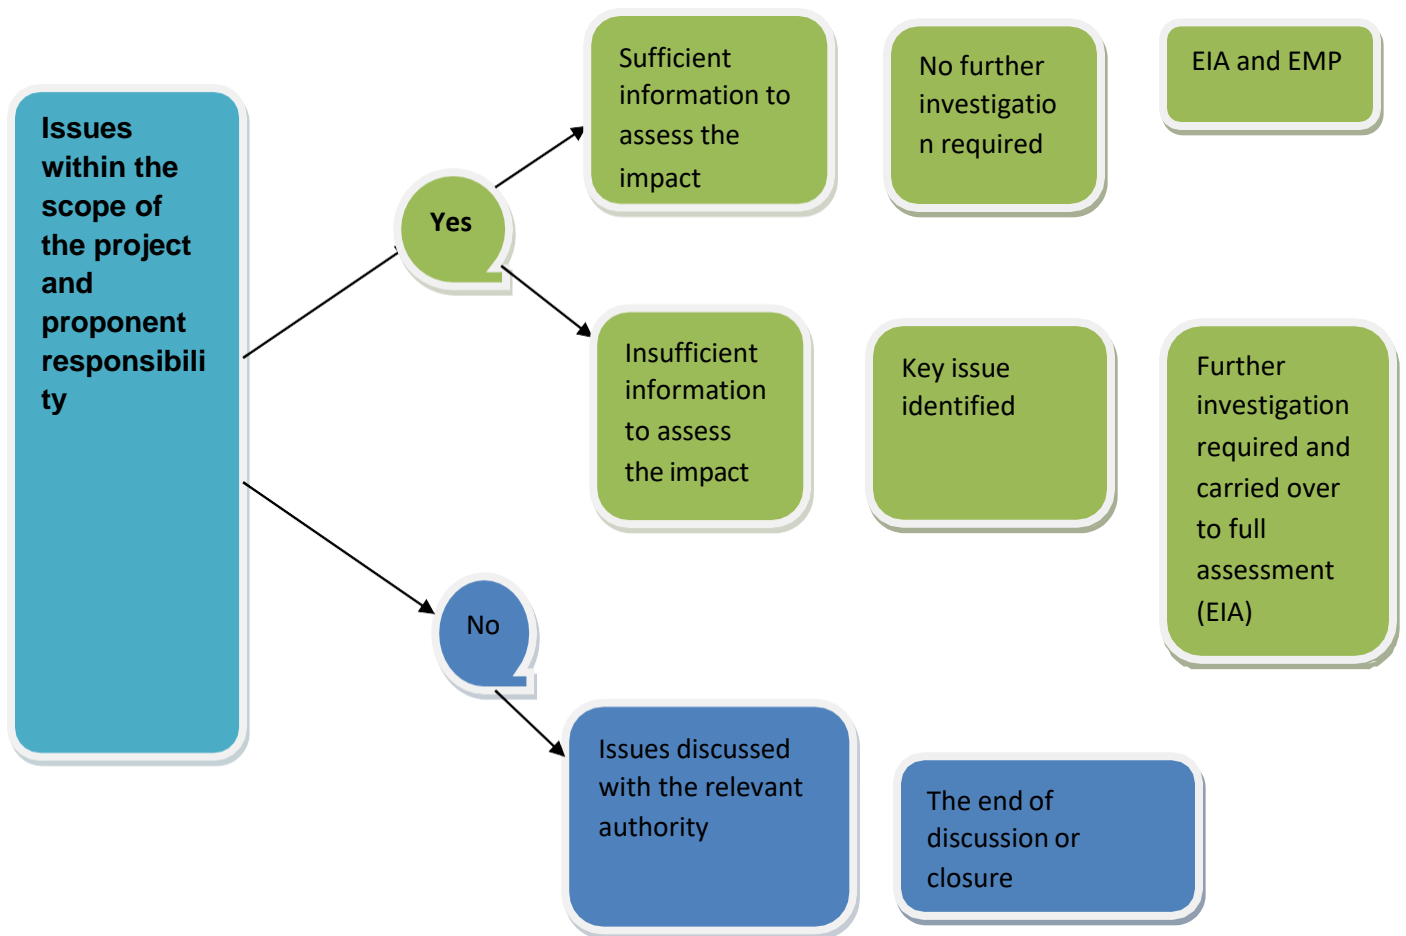 Issues
within the
scope of
the project
and
proponent
responsibili
ty
Yes
Sufficient
information to
assess the
impact
No further
investigatio
n required
EIA and EMP
Insufficient
information
to assess
the impact
Key issue
identified
Further
investigation
required and
carried over
to full
assessment
(EIA)
No
Issues discussed
with the relevant
authority
The end of
discussion or
closure